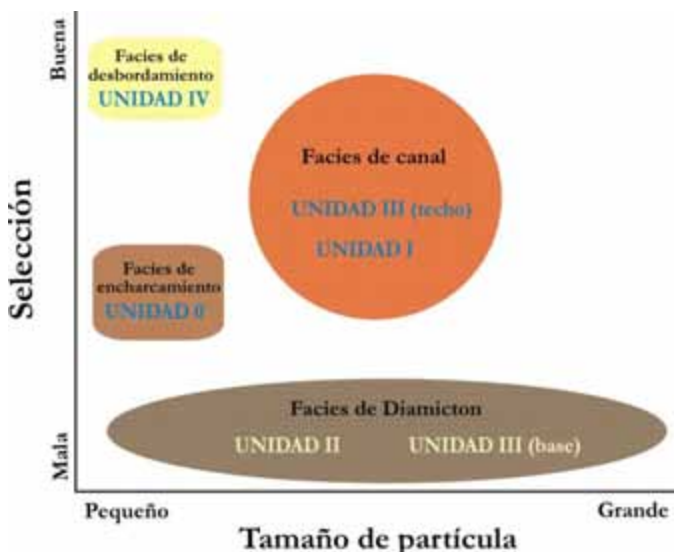 Buena
Facies de
desbordamiento
UNIDAD IV
Facies de canal
UNIDAD III (techo)
UNIDAD I
Selección
Facies de
encharcamiento
UNIDAD 0
Facies de Diamicton
UNIDAD II UNIDAD III (base)
Mala
Pequeño Grande
Tamaño de partícula